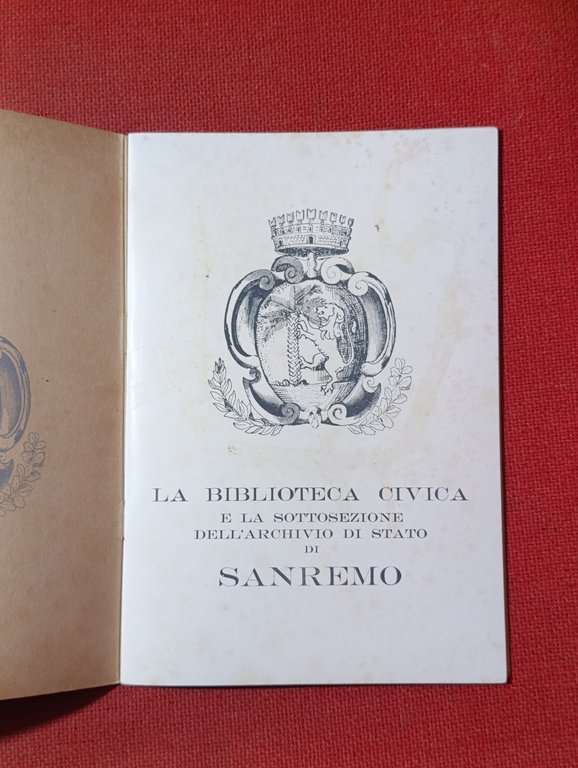 LA BIBLIOTECA CIVICA
E LA SOTTOSEZIONE
DELL'ARCHIVIO DI STATO
DI
SANREMO